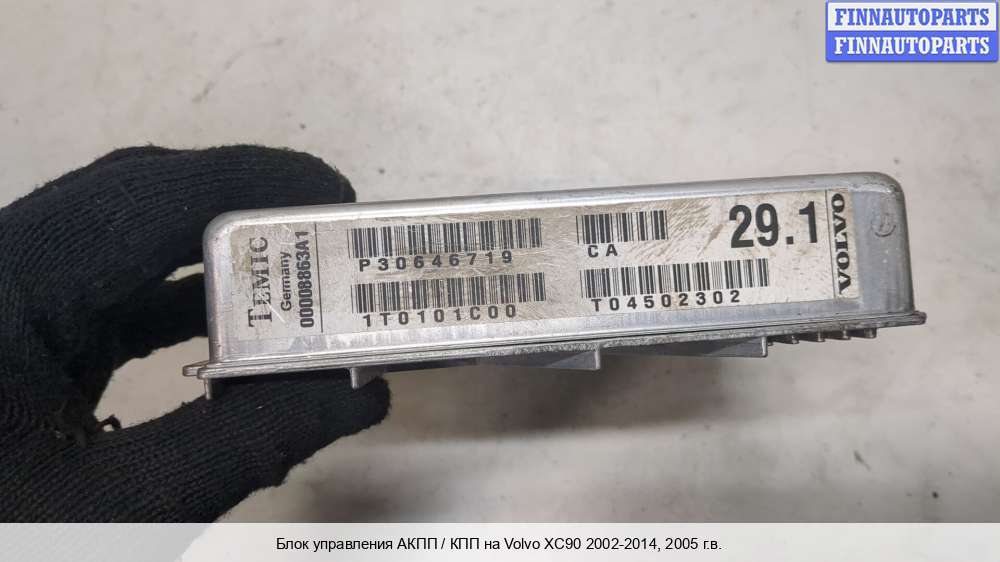 FINNAUTOPARTS
FINNAUTOPARTS
TEMIC
Germany
00008863A1
P30646719
1T0101C00
CA
T04502302
29.1
VOLVO
Блок управления АКПП / КПП на Volvo XC90 2002-2014, 2005 г.в.